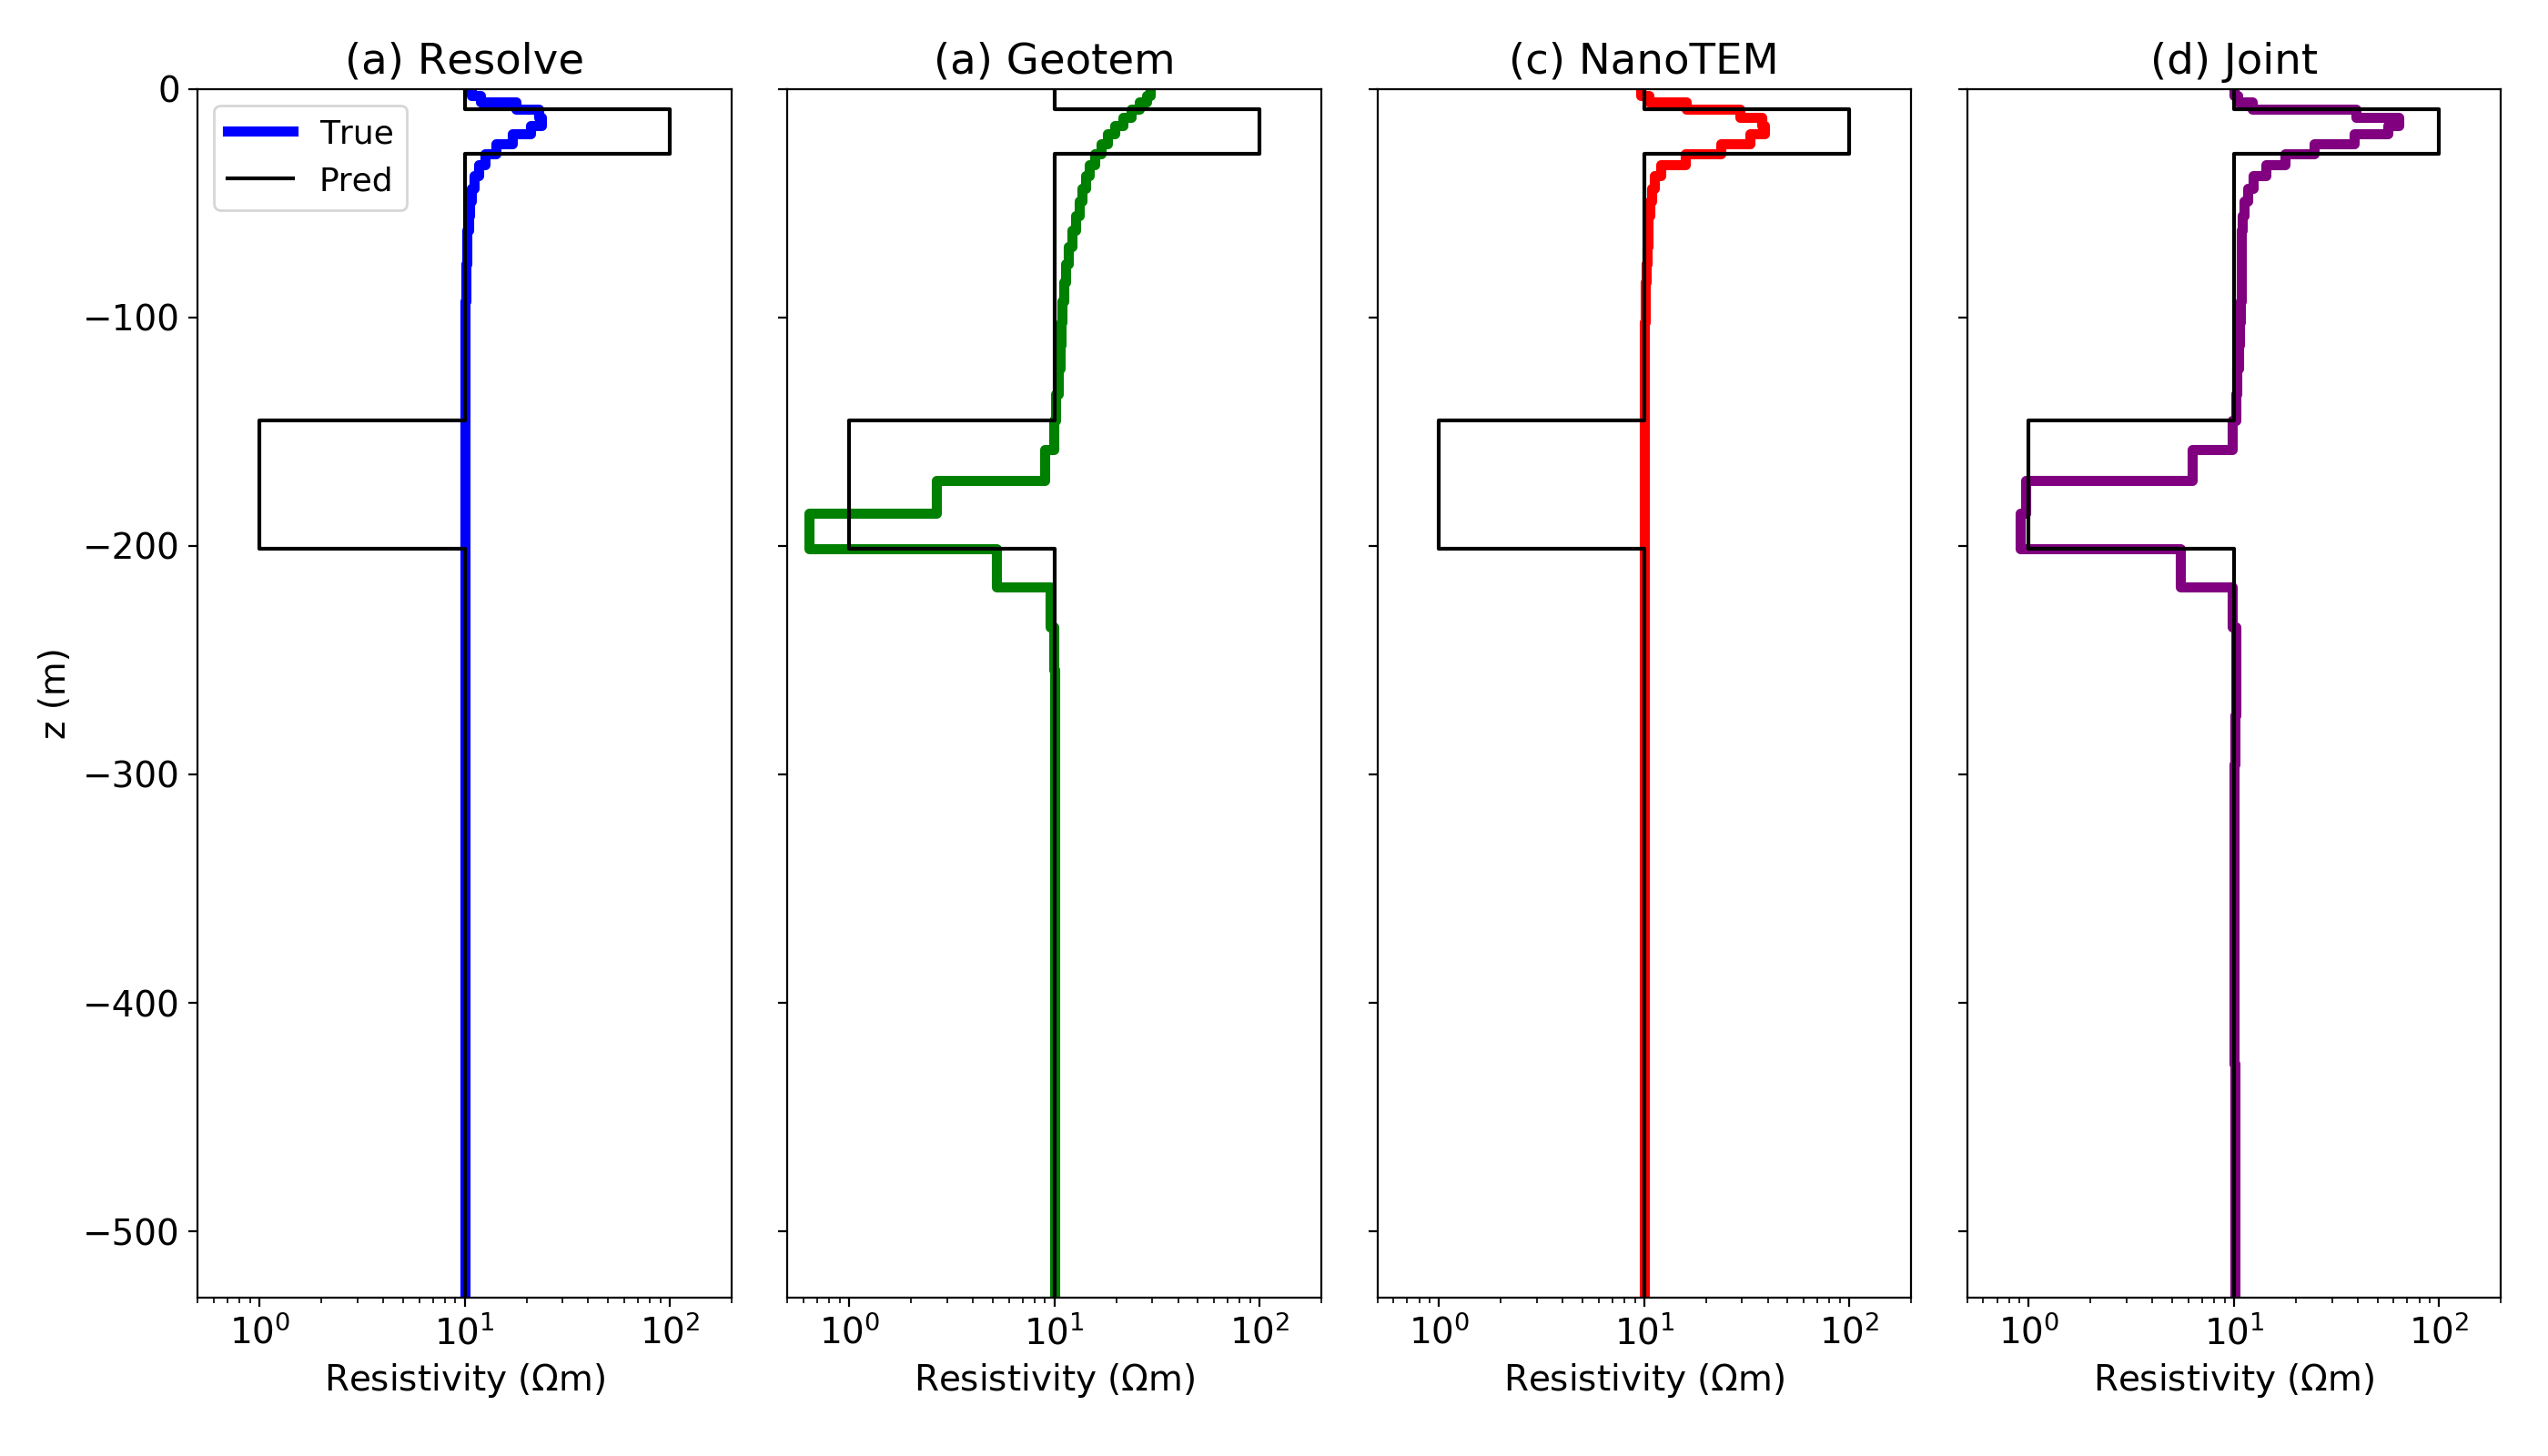 (a) Resolve
(a) Geotem
(c) NanoTEM
(d) Joint
True
Pred
0
−100
−200
−300
−400
−500
z (m)
10⁰ 10¹ 10²
10⁰ 10¹ 10²
10⁰ 10¹ 10²
10⁰ 10¹ 10²
Resistivity (Ωm)
Resistivity (Ωm)
Resistivity (Ωm)
Resistivity (Ωm)